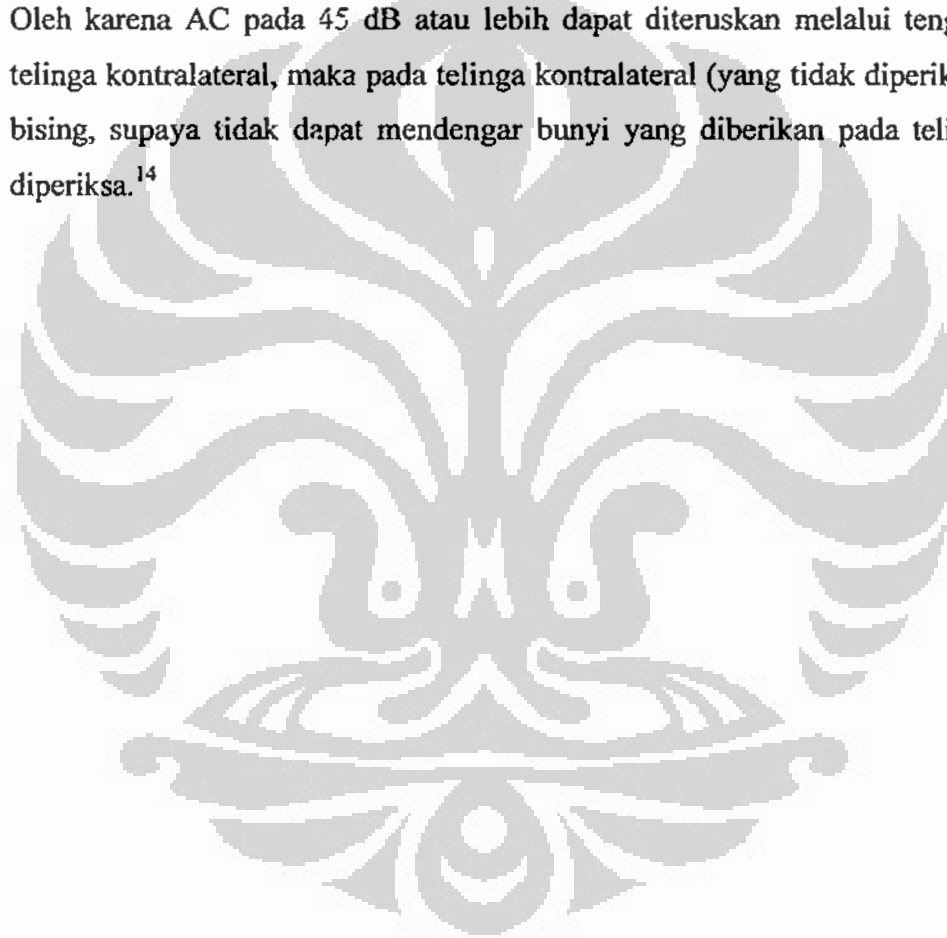 Oleh karena AC pada 45 dB atau lebih dapat diteruskan melalui
telinga kontralateral, maka pada telinga kontralateral (yang tidak
bising, supaya tidak dapat mendengar bunyi yang diberikan pada
diperiksa.14